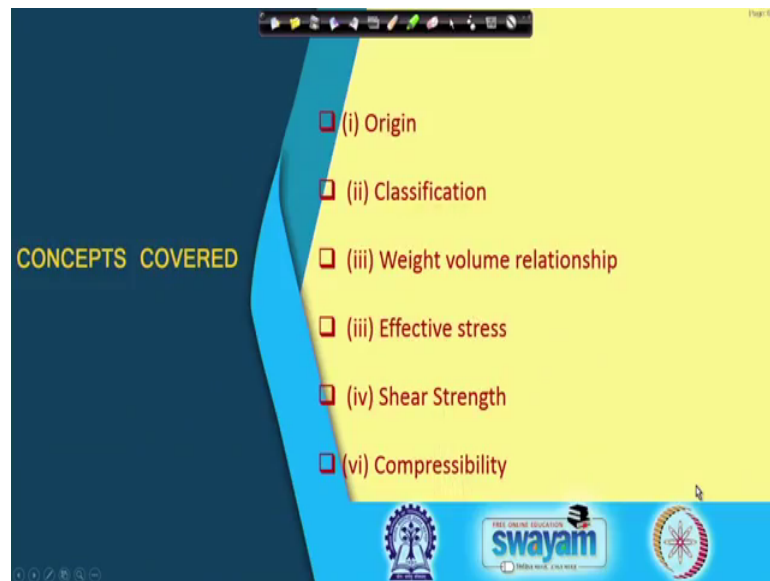 CONCEPTS COVERED
(i) Origin
(ii) Classification
(iii) Weight volume relationship
(iii) Effective stress
(iv) Shear Strength
(vi) Compressibility
FREE ONLINE EDUCATION
swayam